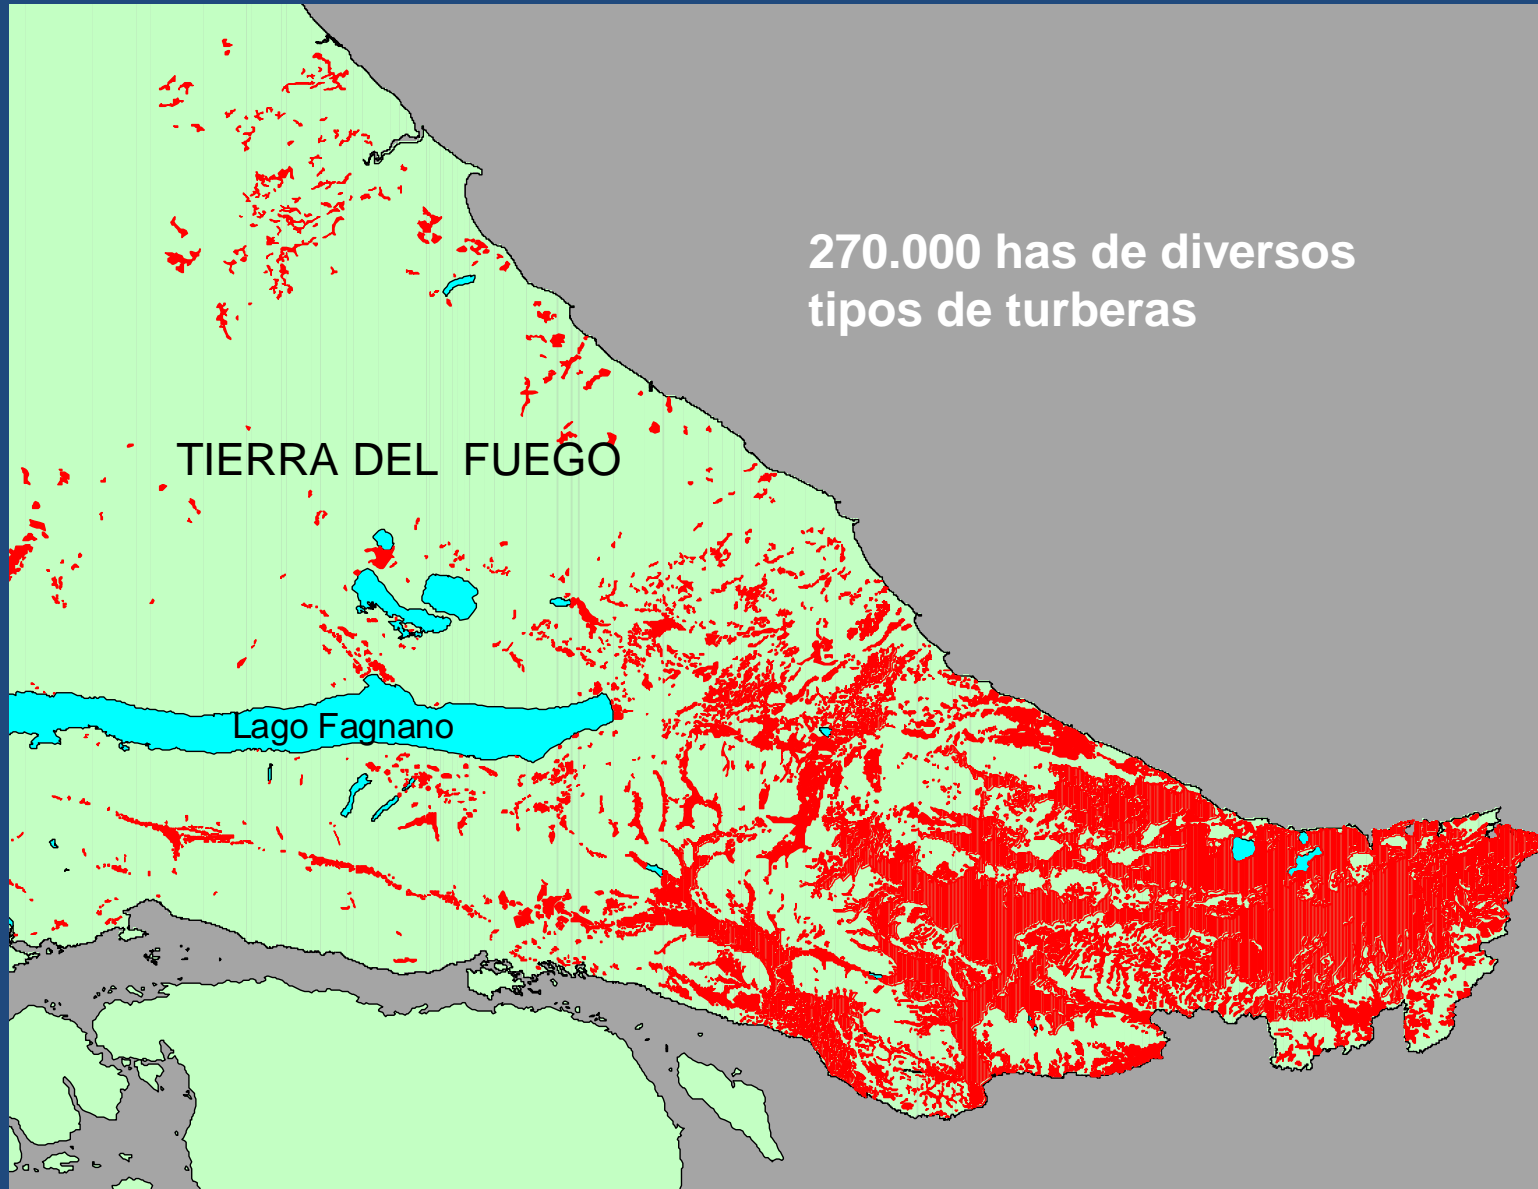 270.000 has de diversos
tipos de turberas
TIERRA DEL FUEGO
Lago Fagnano